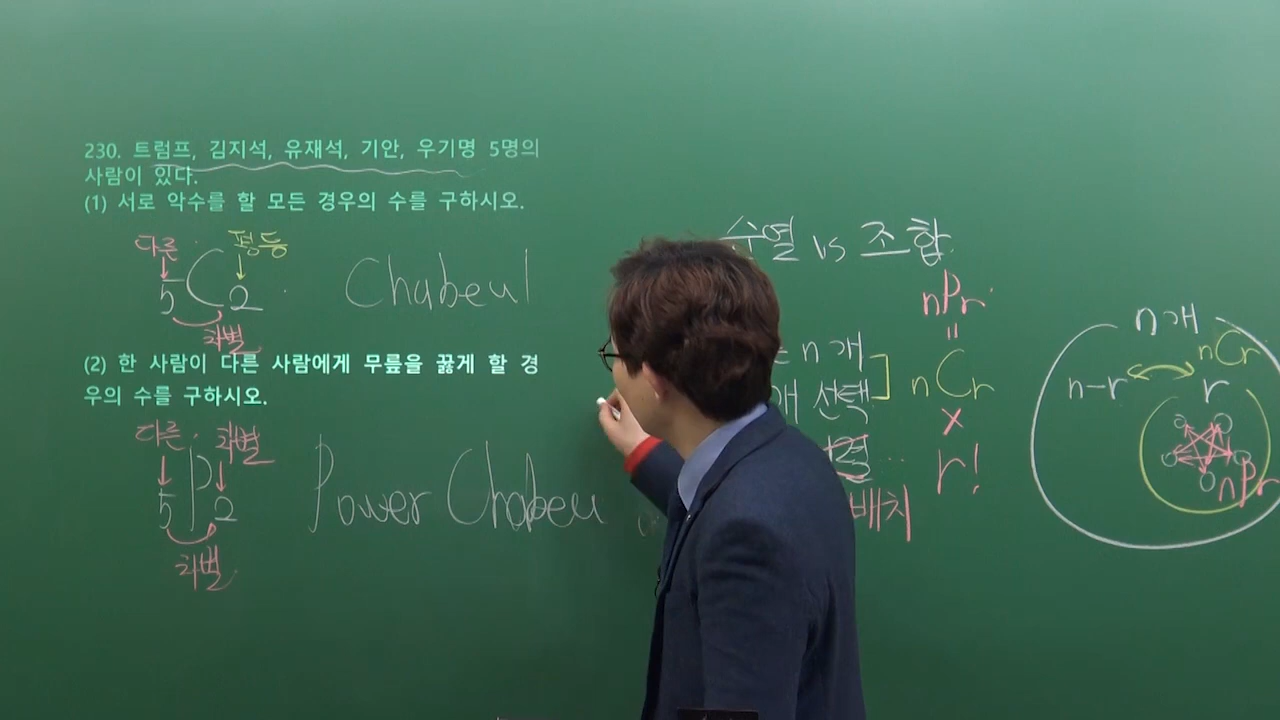 230. 트럼프, 김지석, 유재석, 기안, 우기명 5명의
사람이 있다.
(1) 서로 악수를 할 모든 경우의 수를 구하시오.
다른 평등
5C2 Chabeul
차별
(2) 한 사람이 다른 사람에게 무릎을 꿇게 할 경
우의 수를 구하시오.
다른 차별
5P2 Power Chabeu
차별
순열 vs 조합
nPr
=
n개
선택
nCr
×
r!
배치
n개
nCr
n-r r
nPr